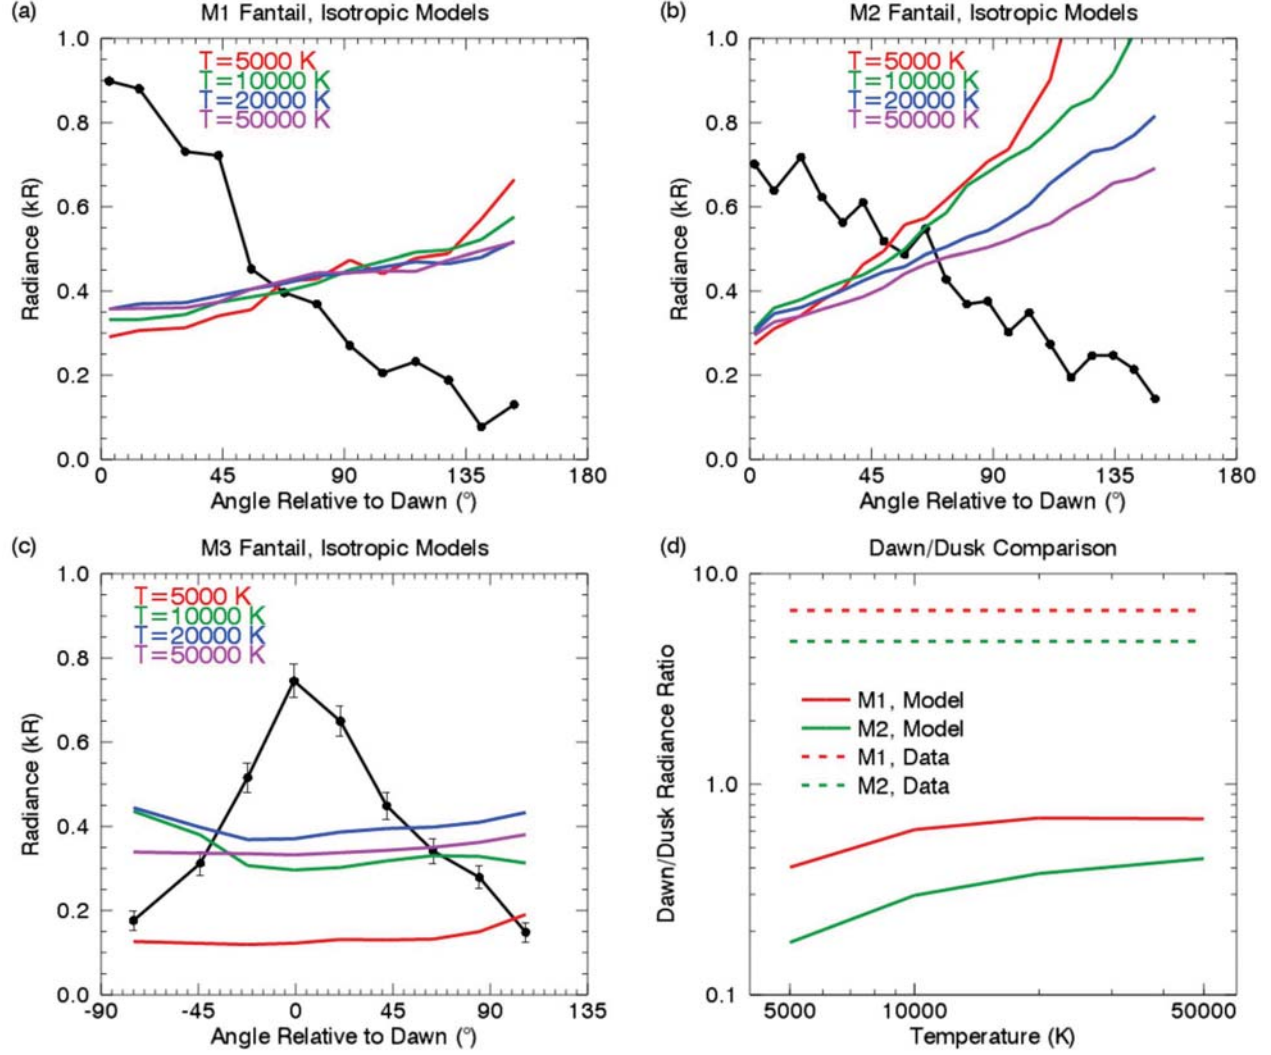 (a)
M1 Fantail, Isotropic Models
T=5000 K
T=10000 K
T=20000 K
T=50000 K
1.0
0.8
0.6
0.4
0.2
0.0
Radiance (kR)
0
45
90
135
180
Angle Relative to Dawn (°)
(b)
M2 Fantail, Isotropic Models
T=5000 K
T=10000 K
T=20000 K
T=50000 K
1.0
0.8
0.6
0.4
0.2
0.0
Radiance (kR)
0
45
90
135
180
Angle Relative to Dawn (°)
(c)
M3 Fantail, Isotropic Models
T=5000 K
T=10000 K
T=20000 K
T=50000 K
1.0
0.8
0.6
0.4
0.2
0.0
Radiance (kR)
-90
-45
0
45
90
135
Angle Relative to Dawn (°)
(d)
Dawn/Dusk Comparison
10.0
1.0
0.1
Dawn/Dusk Radiance Ratio
M1, Model
M2, Model
M1, Data
M2, Data
5000
10000
50000
Temperature (K)